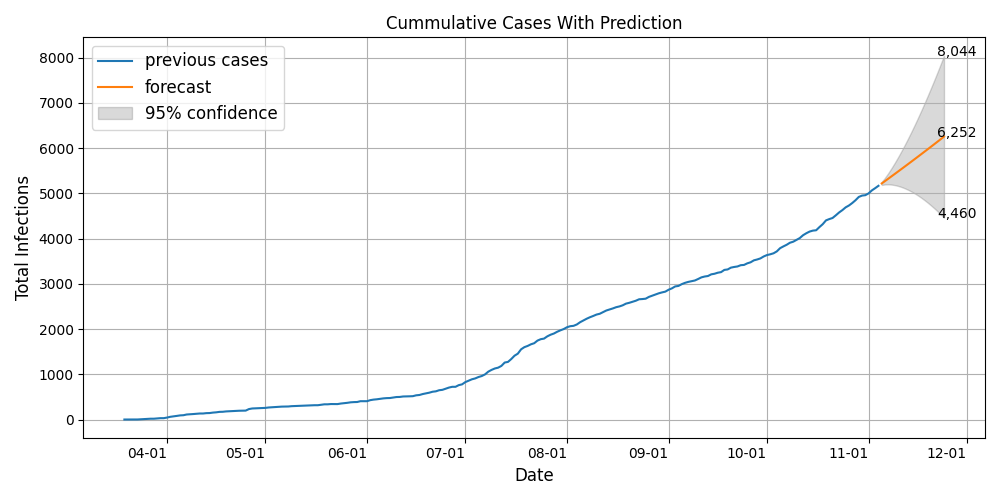 Cummulative Cases With Prediction
previous cases
forecast
95% confidence
8,044
6,252
4,460
8000
7000
6000
5000
4000
3000
2000
1000
0
Total Infections
04-01 05-01 06-01 07-01 08-01 09-01 10-01 11-01 12-01
Date